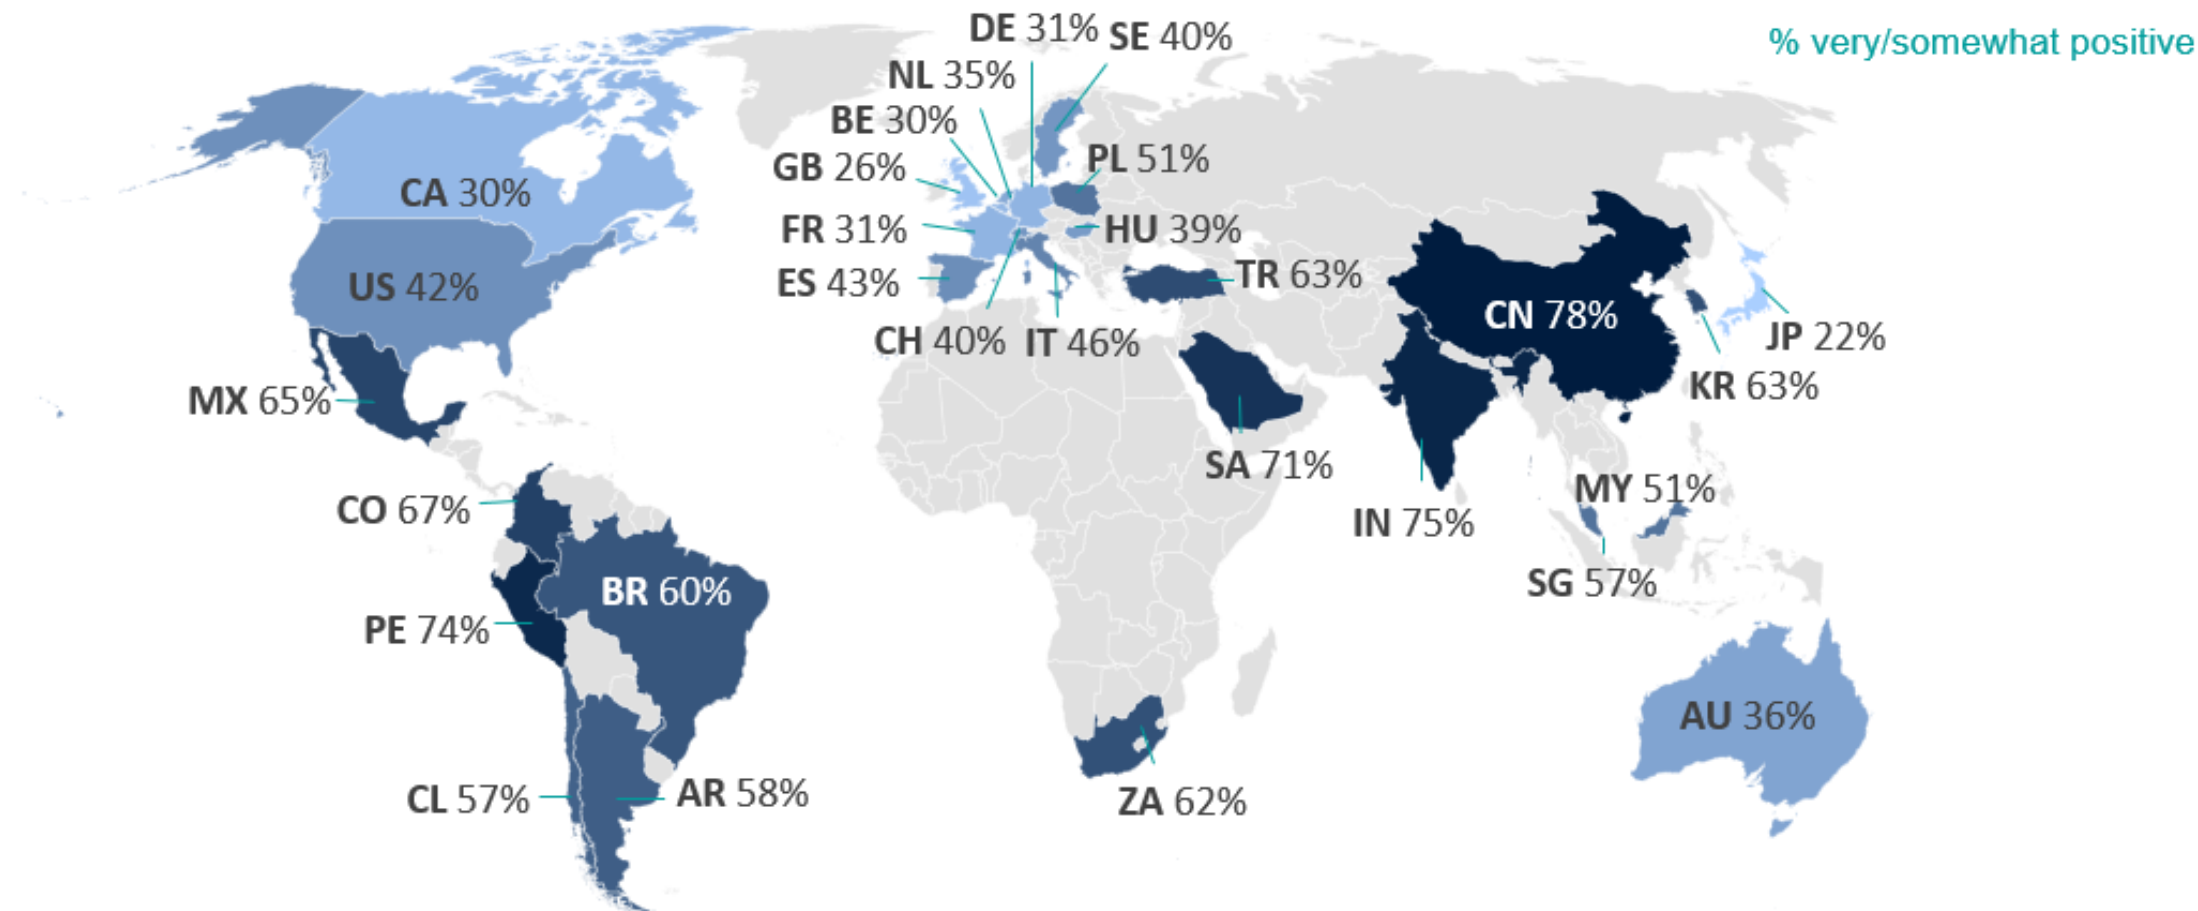 % very/somewhat positive
DE 31%
SE 40%
NL 35%
BE 30%
GB 26%
PL 51%
CA 30%
FR 31%
HU 39%
ES 43%
TR 63%
US 42%
CN 78%
CH 40%
IT 46%
JP 22%
KR 63%
MX 65%
SA 71%
MY 51%
CO 67%
IN 75%
SG 57%
BR 60%
PE 74%
AU 36%
CL 57%
AR 58%
ZA 62%